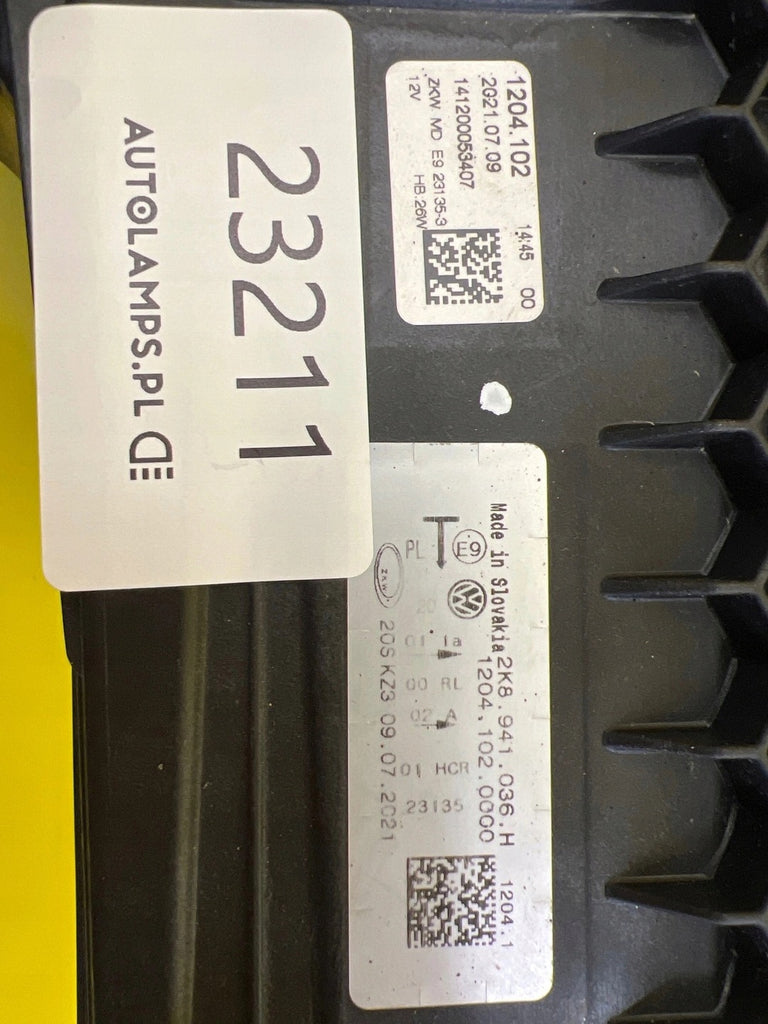 23211
AUTOLAMPS.PL
1204.102 14:45 00
2021.07.09
141200053407
ZKW MD E9 23135-3
12V HB:26W
Made in Slovakia 2K8.941.036.H 1204.1
1204.102.0000
E9
PL
20
01 1a
00 RL
02 A
01 HCR
23135
ZKW
20S KZ3 09.07.2021